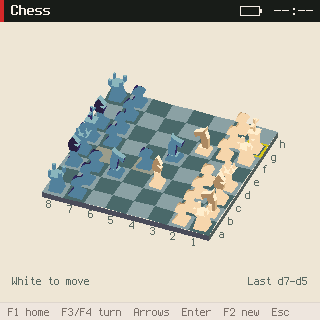 Chess --:--
h
g
f
e
d
c
b
a
8 7 6 5 4 3 2 1
White to move Last d7-d5
F1 home F3/F4 turn Arrows Enter F2 new Esc